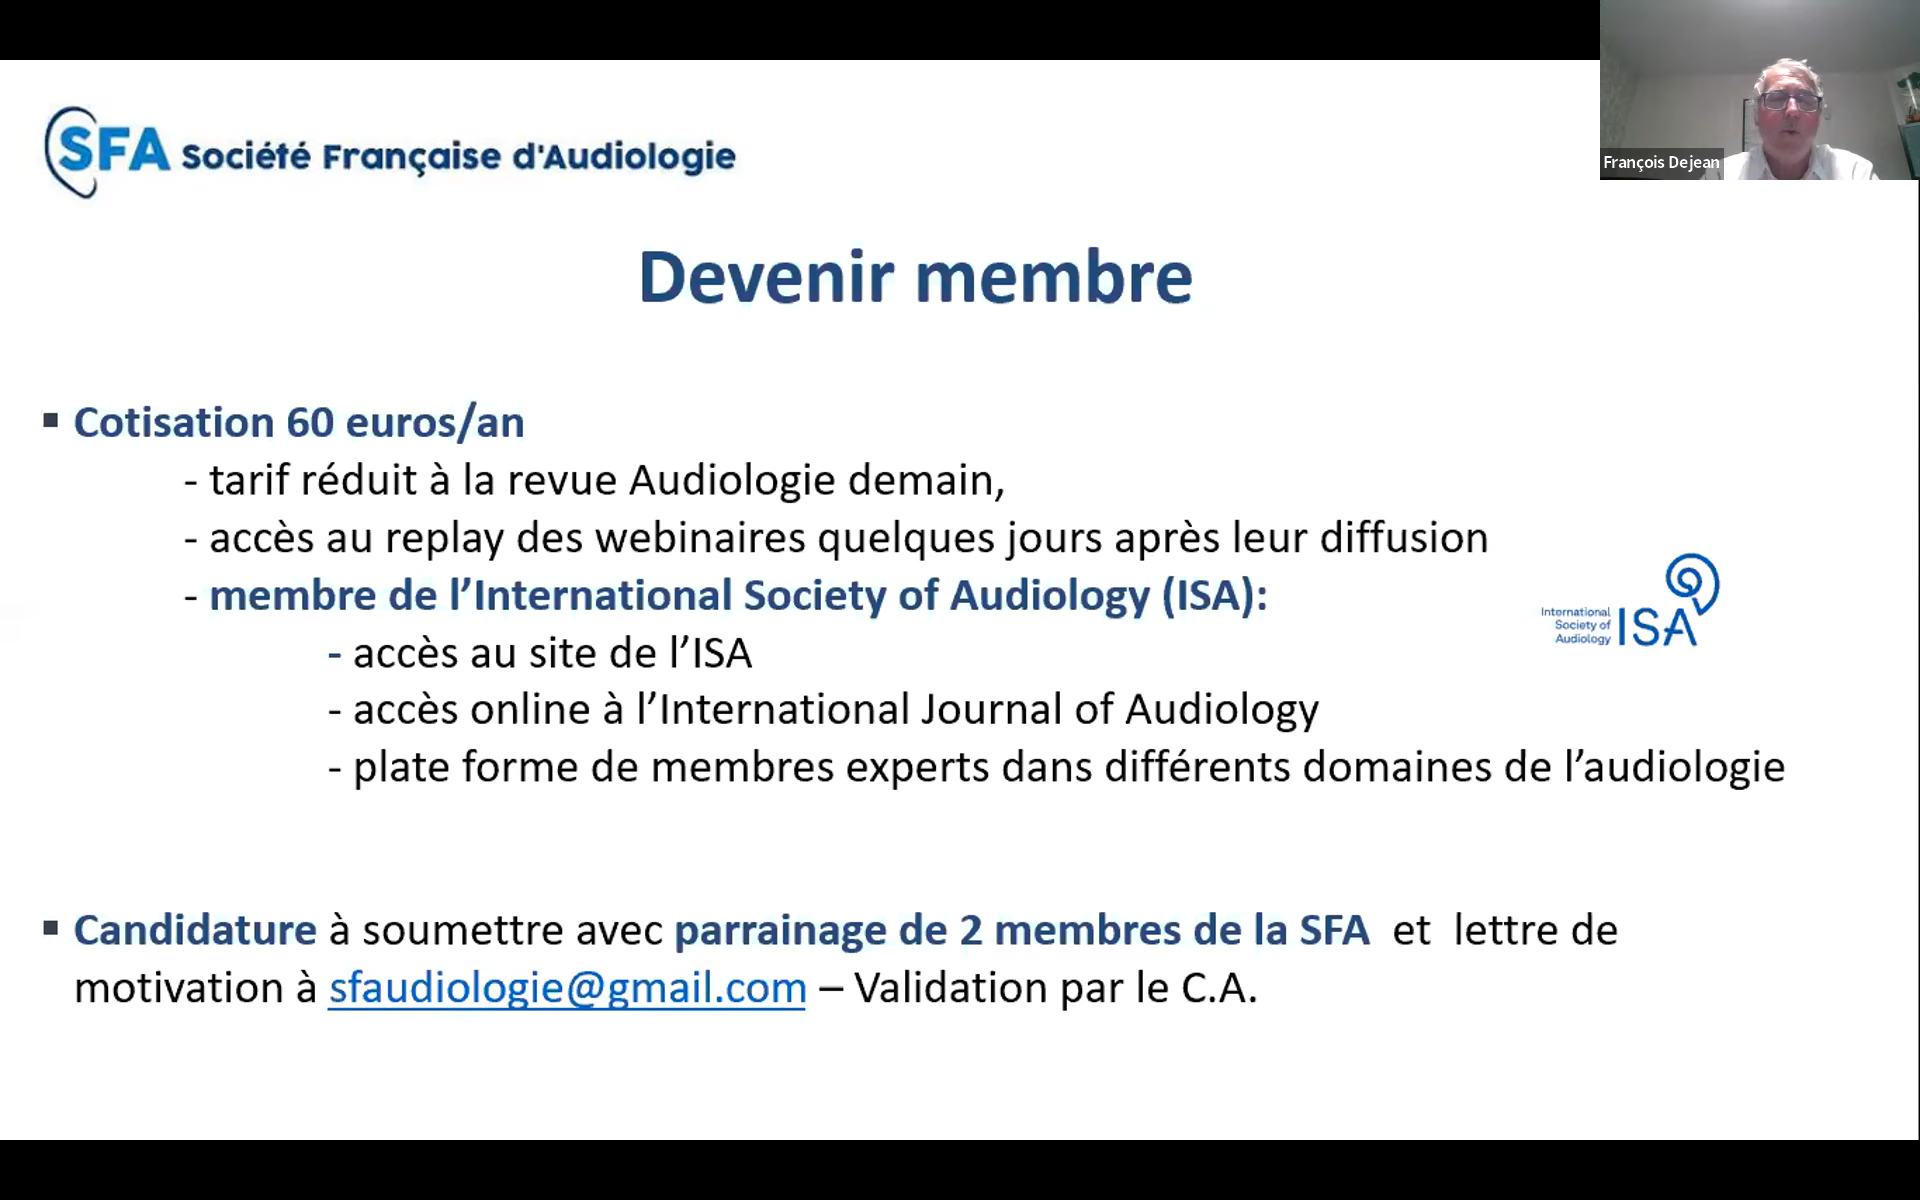 François Dejean
SFA Société Française d'Audiologie
Devenir membre
▪ Cotisation 60 euros/an
- tarif réduit à la revue Audiologie demain,
- accès au replay des webinaires quelques jours après leur diffusion
- membre de l’International Society of Audiology (ISA):
- accès au site de l’ISA
- accès online à l’International Journal of Audiology
- plate forme de membres experts dans différents domaines de l’audiologie
International
Society of
Audiology
ISA
▪ Candidature à soumettre avec parrainage de 2 membres de la SFA et lettre de
motivation à sfaudiologie@gmail.com – Validation par le C.A.